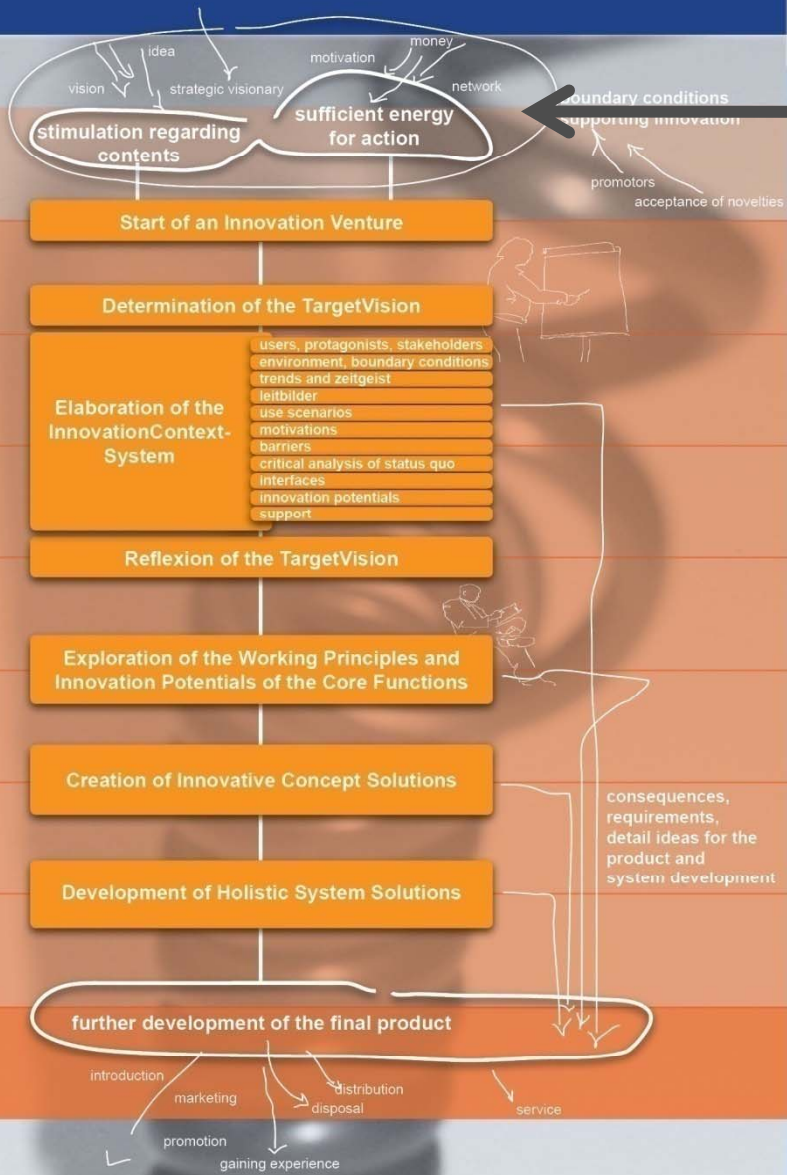 idea
money
motivation
vision
strategic visionary
network
boundary conditions
supporting innovation
stimulation regarding
contents
sufficient energy
for action
promotors
acceptance of novelties
Start of an Innovation Venture
Determination of the TargetVision
Elaboration of the
InnovationContext-
System
users, protagonists, stakeholders
environment, boundary conditions
trends and zeitgeist
leitbilder
use scenarios
motivations
barriers
critical analysis of status quo
interfaces
innovation potentials
support
Reflexion of the TargetVision
Exploration of the Working Principles and
Innovation Potentials of the Core Functions
Creation of Innovative Concept Solutions
consequences,
requirements,
detail ideas for the
product and
system development
Development of Holistic System Solutions
further development of the final product
introduction
marketing
distribution
disposal
service
promotion
gaining experience